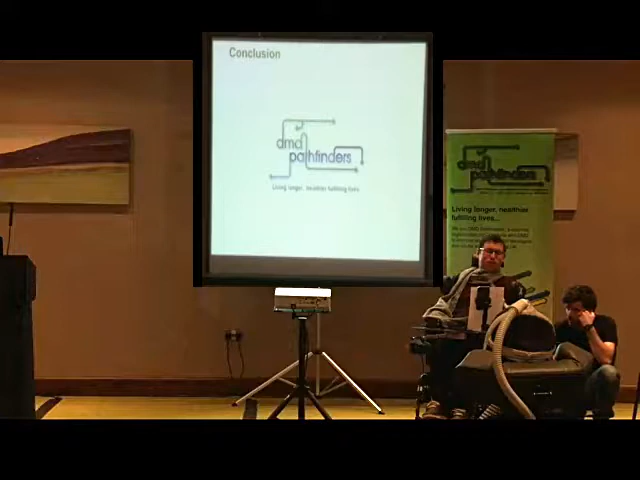 Conclusion
dmd
pathfinders
Living longer, healthier fulfilling lives
dmd
pathfinders
Living longer, healthier
fulfilling lives...